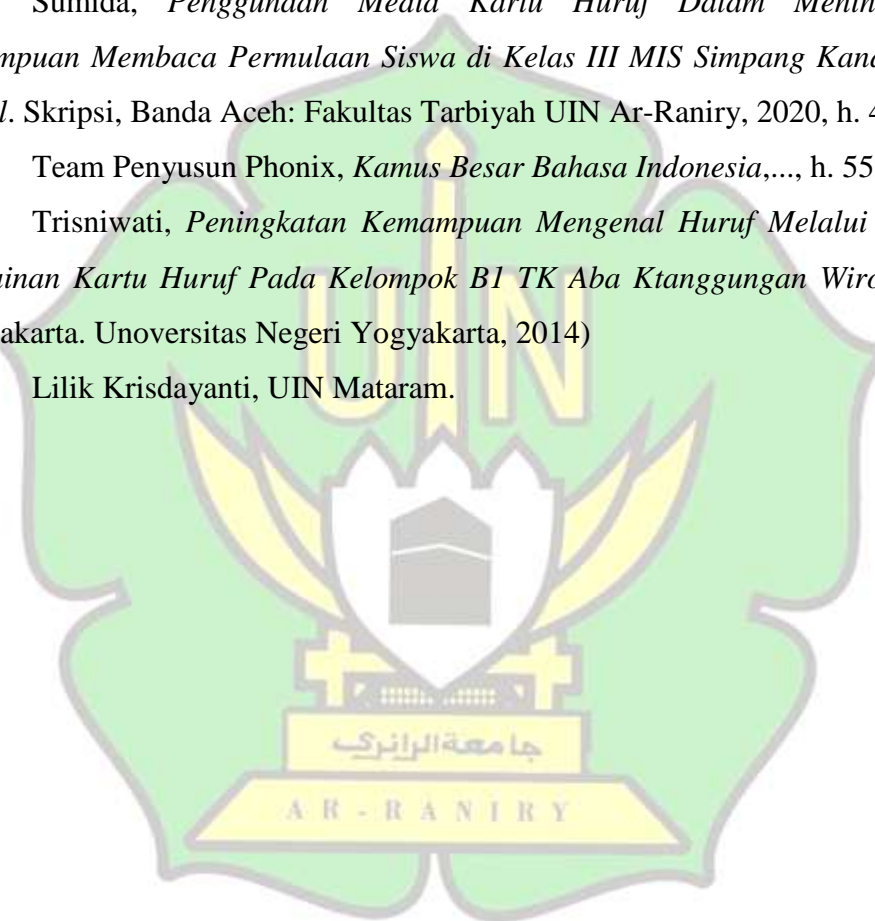 Sumida, Penggunaan Media Kartu Huruf Dalam Menin
mpuan Membaca Permulaan Siswa di Kelas III MIS Simpang Kana
l. Skripsi, Banda Aceh: Fakultas Tarbiyah UIN Ar-Raniry, 2020, h. 4
Team Penyusun Phonix, Kamus Besar Bahasa Indonesia,..., h. 55
Trisniwati, Peningkatan Kemampuan Mengenal Huruf Melalui
ainan Kartu Huruf Pada Kelompok B1 TK Aba Ktanggungan Wiro
akarta. Unoversitas Negeri Yogyakarta, 2014)
Lilik Krisdayanti, UIN Mataram.
UIN
جامعة الرانري
AR-RANIRY